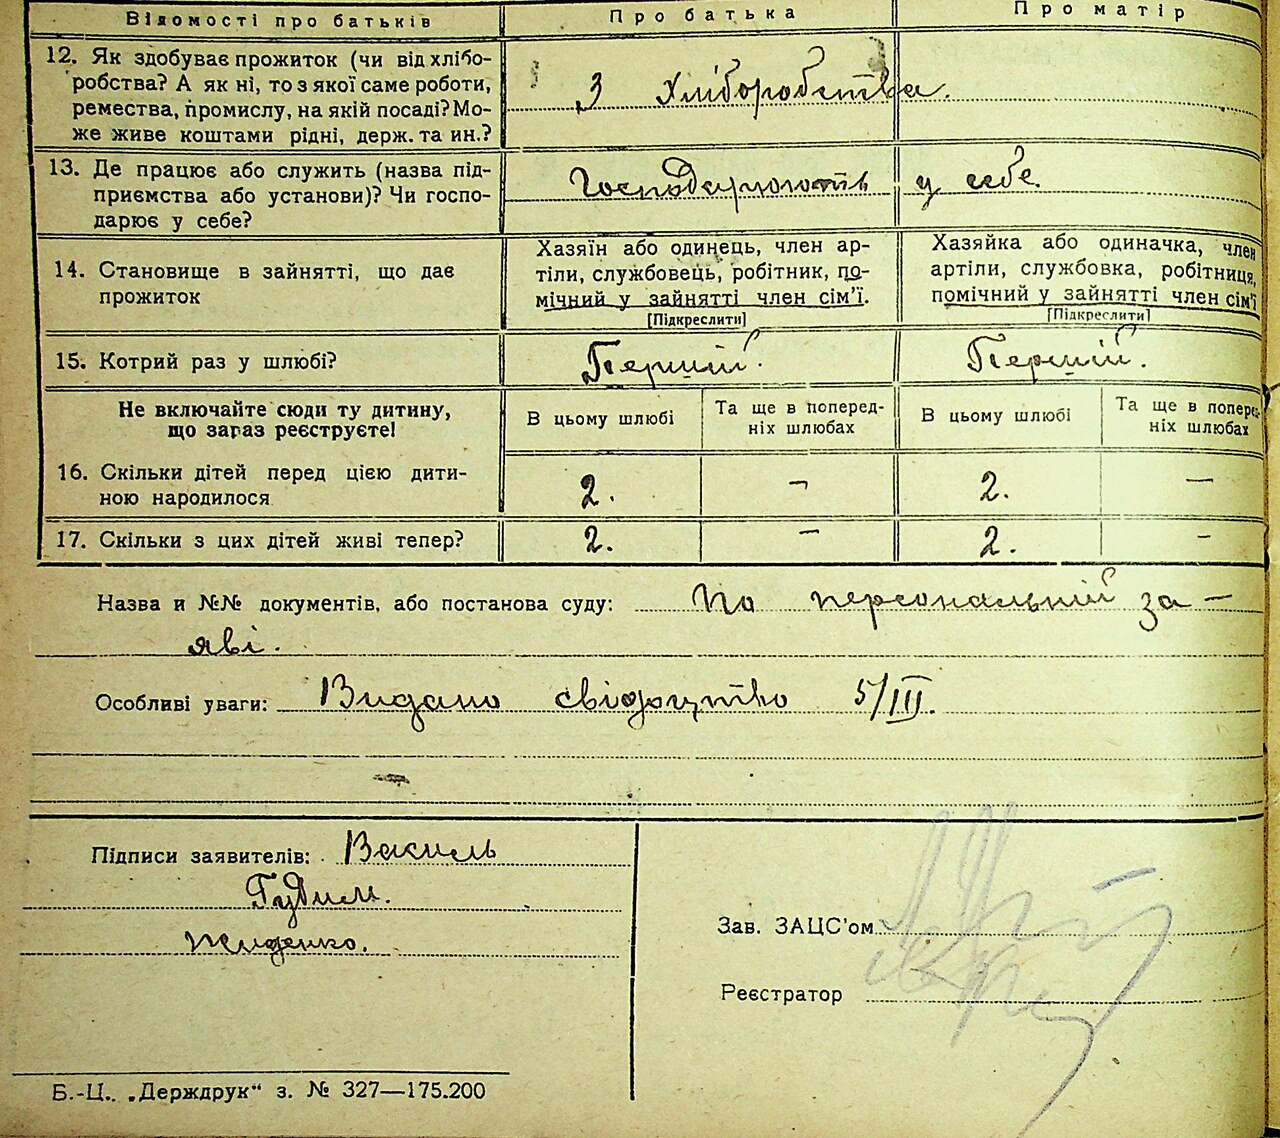 Відомості про батьків
Про батька
Про матір
12. Як здобуває прожиток (чи від хлібо-
робства? А як ні, то з якої саме роботи,
ремества, промислу, на якій посаді? Мо-
же живе коштами рідні, держ. та ин.?
З Хліборобства.
13. Де працює або служить (назва під-
приємства або установи)? Чи госпо-
дарює у себе?
Господарюють у себе.
14. Становище в зайнятті, що дає
прожиток
Хазяїн або одинець, член ар-
тіли, службовець, робітник, по-
мічний у зайнятті член сім’ї.
[Підкреслити]
Хазяйка або одиначка, член
артіли, службовка, робітниця,
помічний у зайнятті член сім’ї
[Підкреслити]
15. Котрий раз у шлюбі?
Перший.
Перший.
Не включайте сюди ту дитину,
що зараз реєструєте!
В цьому шлюбі
Та ще в поперед-
ніх шлюбах
В цьому шлюбі
Та ще в поперед-
ніх шлюбах
16. Скільки дітей перед цією дити-
ною народилося
2. – 2. —
17. Скільки з цих дітей живі тепер?
2. – 2. –
Назва и №№ документів, або постанова суду: По персональній за-
яві.
Особливі уваги: Видано свідоцтво 5/III.
Підписи заявителів: Василь
Гудим.
Жиденко.
Зав. ЗАЦС’ом
Реєстратор
Б.-Ц.. „Держдрук“ з. № 327—175.200